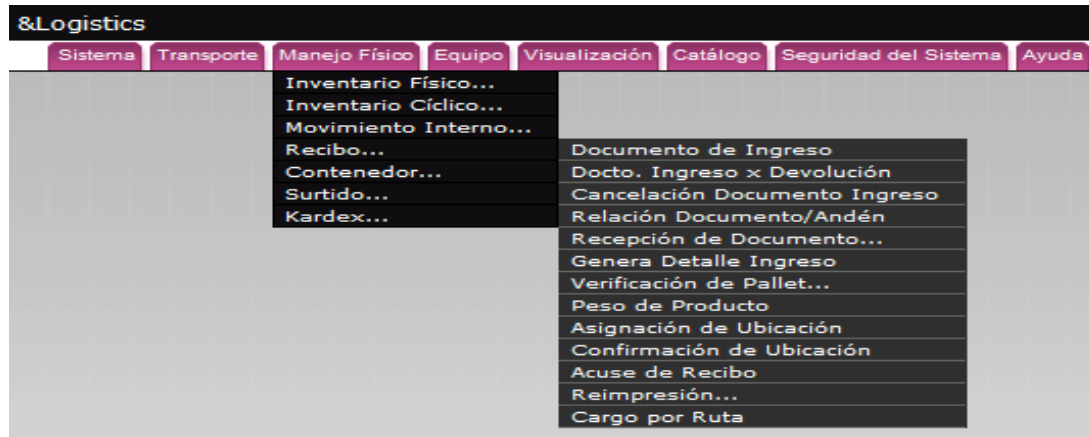 &Logistics
Sistema Transporte Manejo Físico Equipo Visualización Catálogo Seguridad del Sistema Ayuda
Inventario Físico...
Inventario Cíclico...
Movimiento Interno...
Recibo...
Contenedor...
Surtido...
Kardex...
Documento de Ingreso
Docto. Ingreso x Devolución
Cancelación Documento Ingreso
Relación Documento/Andén
Recepción de Documento...
Genera Detalle Ingreso
Verificación de Pallet...
Peso de Producto
Asignación de Ubicación
Confirmación de Ubicación
Acuse de Recibo
Reimpresión...
Cargo por Ruta